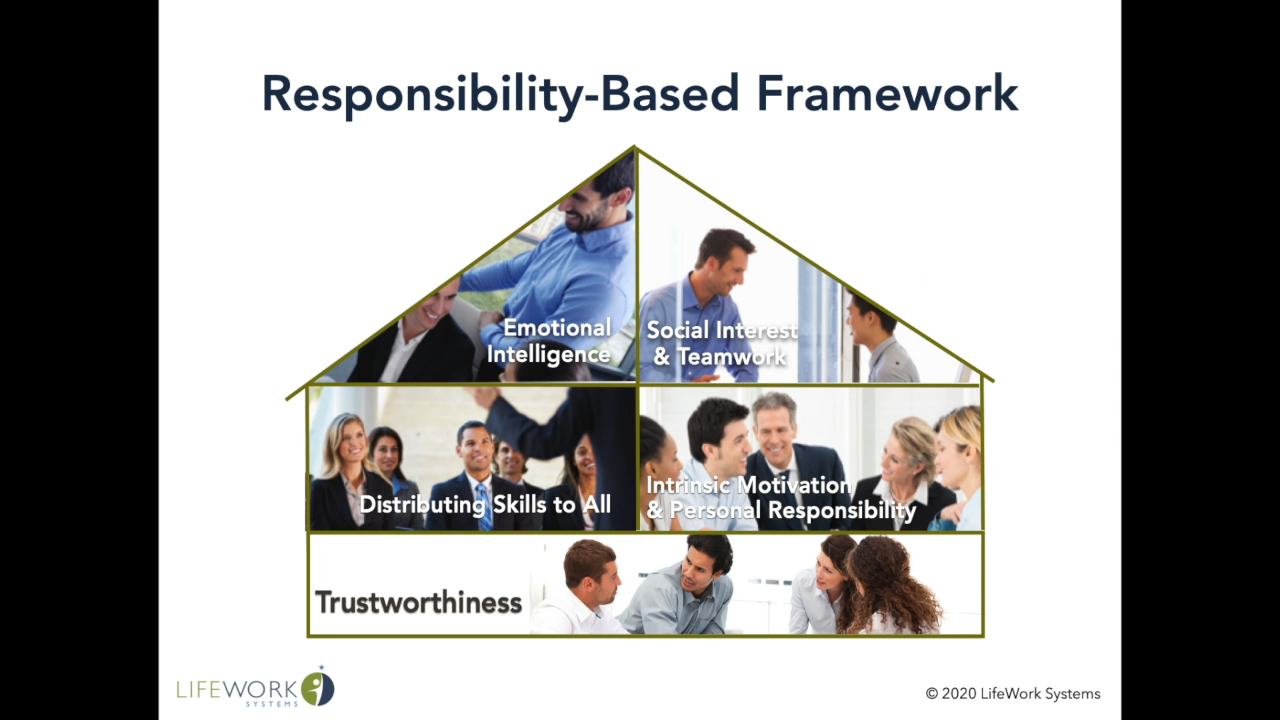 Responsibility-Based Framework
Emotional
Intelligence
Social Interest
& Teamwork
Distributing Skills to All
Intrinsic Motivation
& Personal Responsibility
Trustworthiness
LIFEWORK
SYSTEMS
© 2020 LifeWork Systems